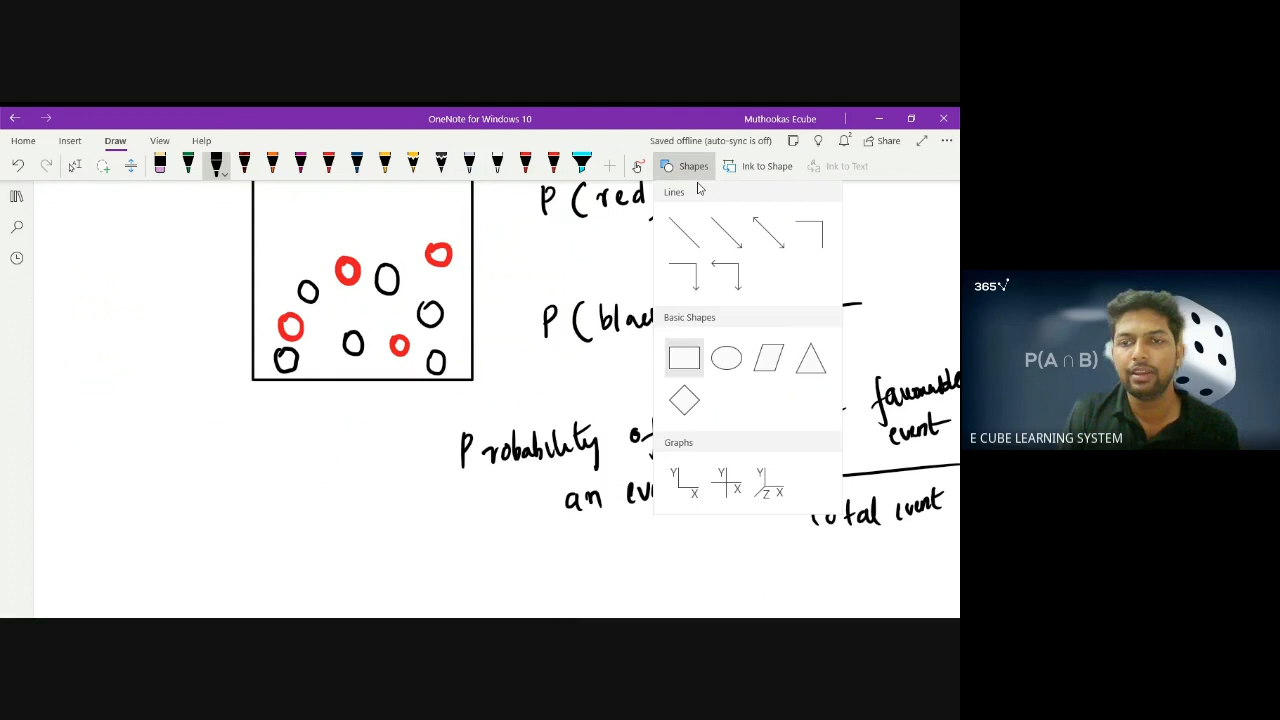 OneNote for Windows 10
Muthookas Ecube
Home Insert Draw View Help
Saved offline (auto-sync is off)
Share
Shapes
Ink to Shape
Ink to Text
Lines
P (red
Basic Shapes
P (blac
favourable
event
Probability
Graphs
Y X Y X Y Z X
an
Total event
365
P(A ∩ B)
E CUBE LEARNING SYSTEM